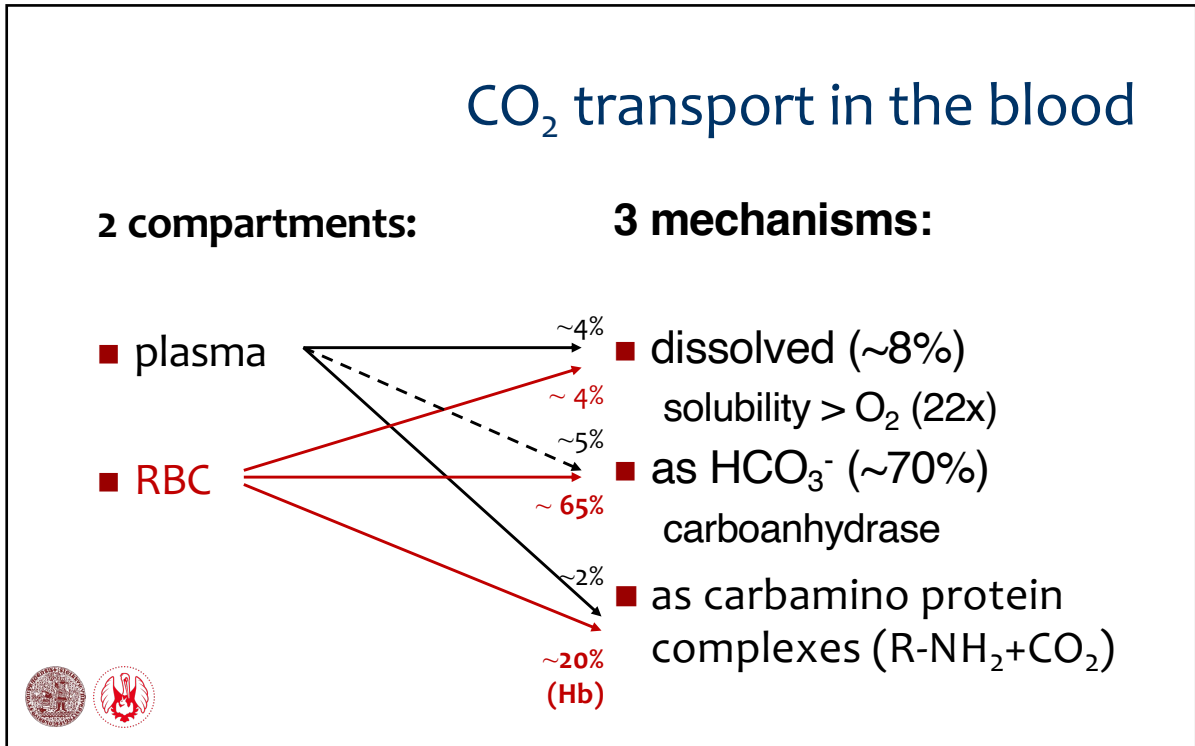 CO₂ transport in the blood
2 compartments:
3 mechanisms:
■ plasma
■ RBC
~4%
~ 4%
~5%
~ 65%
~2%
~20%
(Hb)
■ dissolved (~8%)
solubility > O₂ (22x)
■ as HCO₃⁻ (~70%)
carboanhydrase
■ as carbamino protein
complexes (R-NH₂+CO₂)